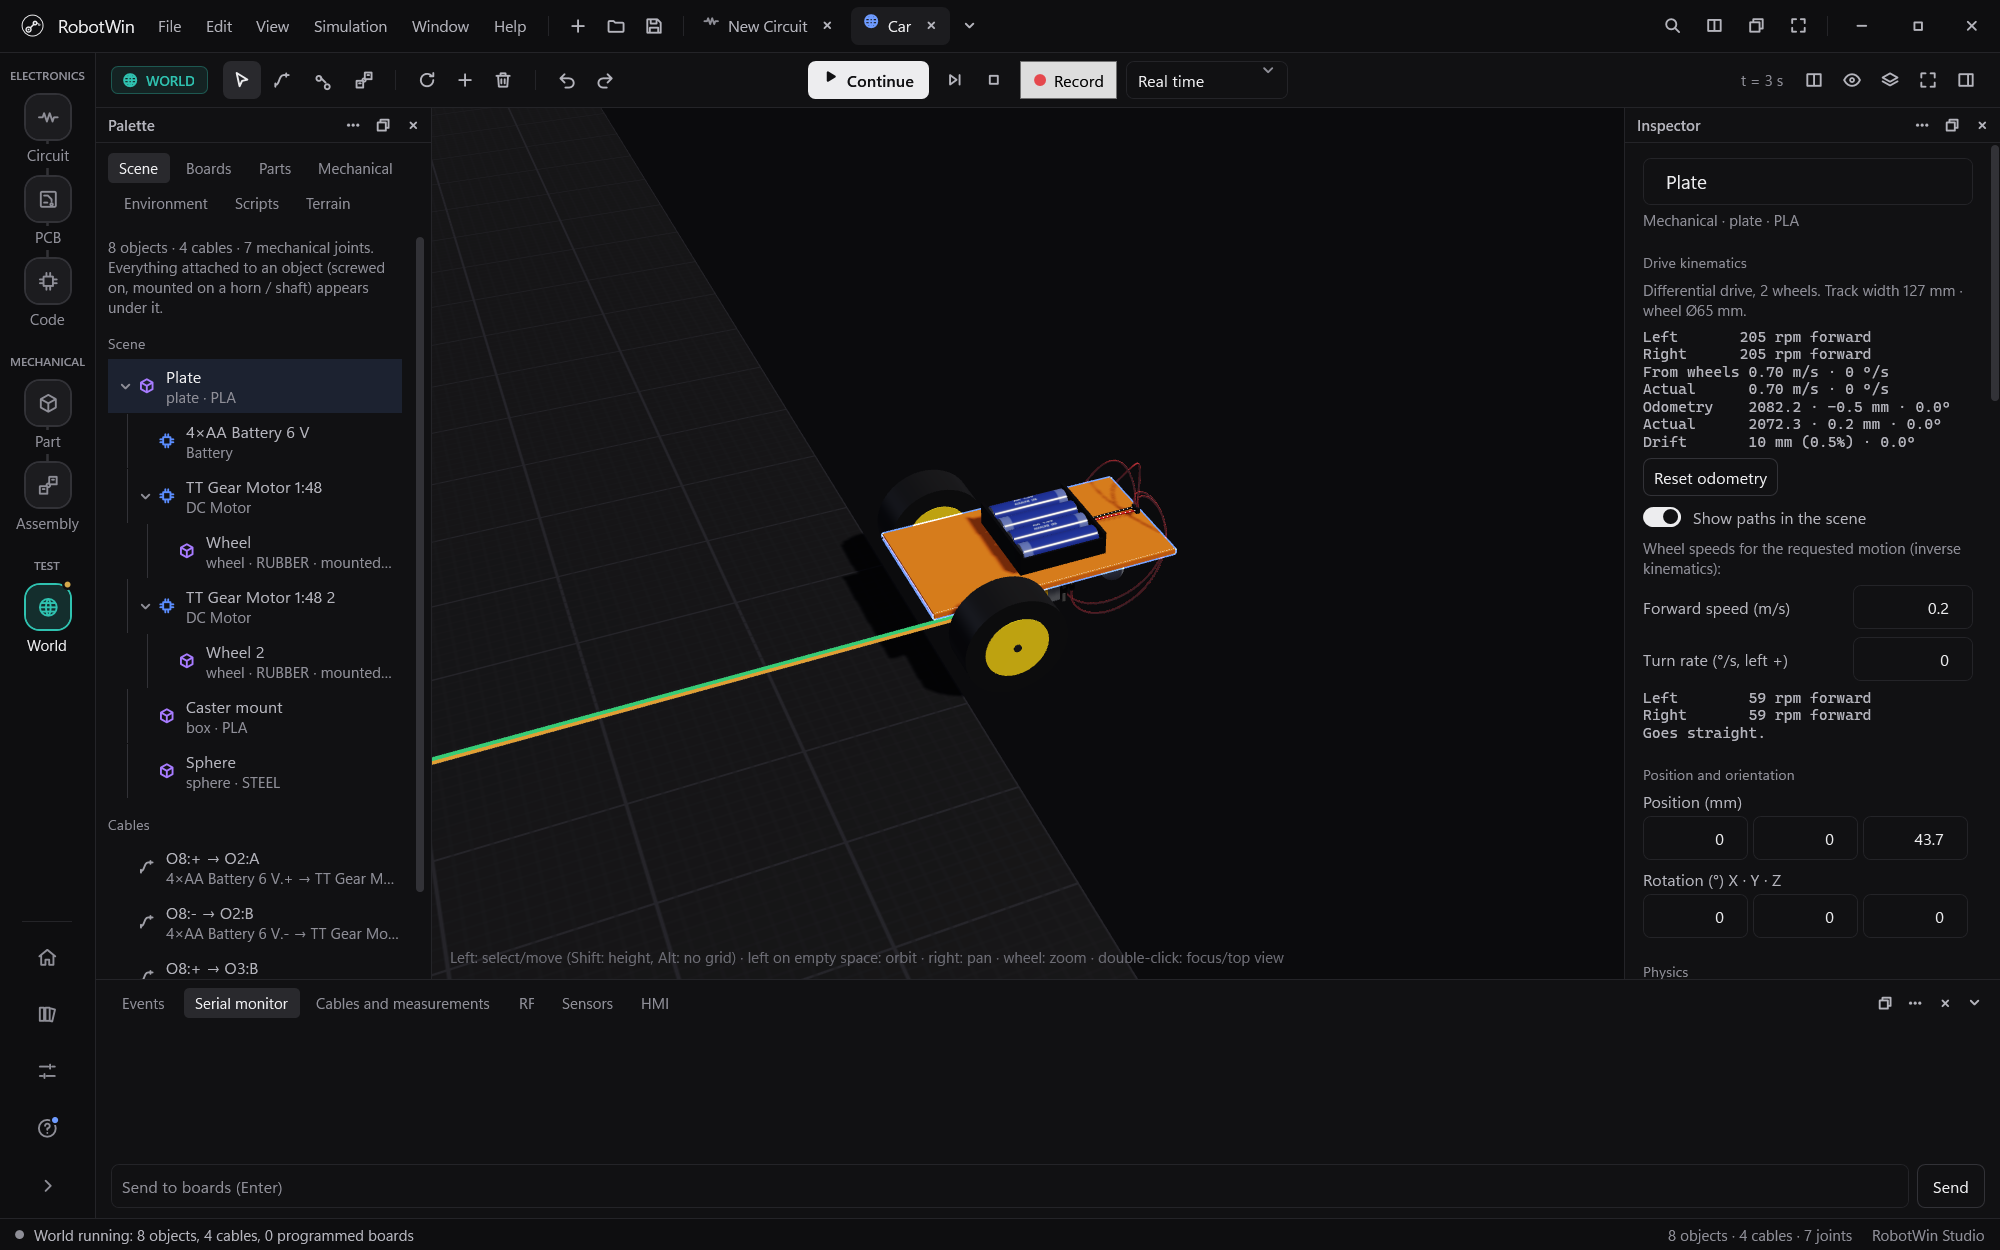 RobotWin File Edit View Simulation Window Help New Circuit Car
ELECTRONICS
Circuit
PCB
Code
MECHANICAL
Part
Assembly
TEST
World
WORLD Continue Record Real time t = 3 s
Palette
Scene Boards Parts Mechanical
Environment Scripts Terrain
8 objects · 4 cables · 7 mechanical joints.
Everything attached to an object (screwed
on, mounted on a horn / shaft) appears
under it.
Scene
Plate
plate · PLA
4×AA Battery 6 V
Battery
TT Gear Motor 1:48
DC Motor
Wheel
wheel · RUBBER · mounted...
TT Gear Motor 1:48 2
DC Motor
Wheel 2
wheel · RUBBER · mounted...
Caster mount
box · PLA
Sphere
sphere · STEEL
Cables
O8:+ → O2:A
4×AA Battery 6 V.+ → TT Gear M...
O8:- → O2:B
4×AA Battery 6 V.- → TT Gear Mo...
O8:+ → O3:B
Left: select/move (Shift: height, Alt: no grid) · left on empty space: orbit · right: pan · wheel: zoom · double-click: focus/top view
Inspector
Plate
Mechanical · plate · PLA
Drive kinematics
Differential drive, 2 wheels. Track width 127 mm ·
wheel Ø65 mm.
Left 205 rpm forward
Right 205 rpm forward
From wheels 0.70 m/s · 0 °/s
Actual 0.70 m/s · 0 °/s
Odometry 2082.2 · −0.5 mm · 0.0°
Actual 2072.3 · 0.2 mm · 0.0°
Drift 10 mm (0.5%) · 0.0°
Reset odometry
Show paths in the scene
Wheel speeds for the requested motion (inverse
kinematics):
Forward speed (m/s) 0.2
Turn rate (°/s, left +) 0
Left 59 rpm forward
Right 59 rpm forward
Goes straight.
Position and orientation
Position (mm)
0 0 43.7
Rotation (°) X · Y · Z
0 0 0
Physics
Events Serial monitor Cables and measurements RF Sensors HMI
Send to boards (Enter) Send
World running: 8 objects, 4 cables, 0 programmed boards 8 objects · 4 cables · 7 joints RobotWin Studio